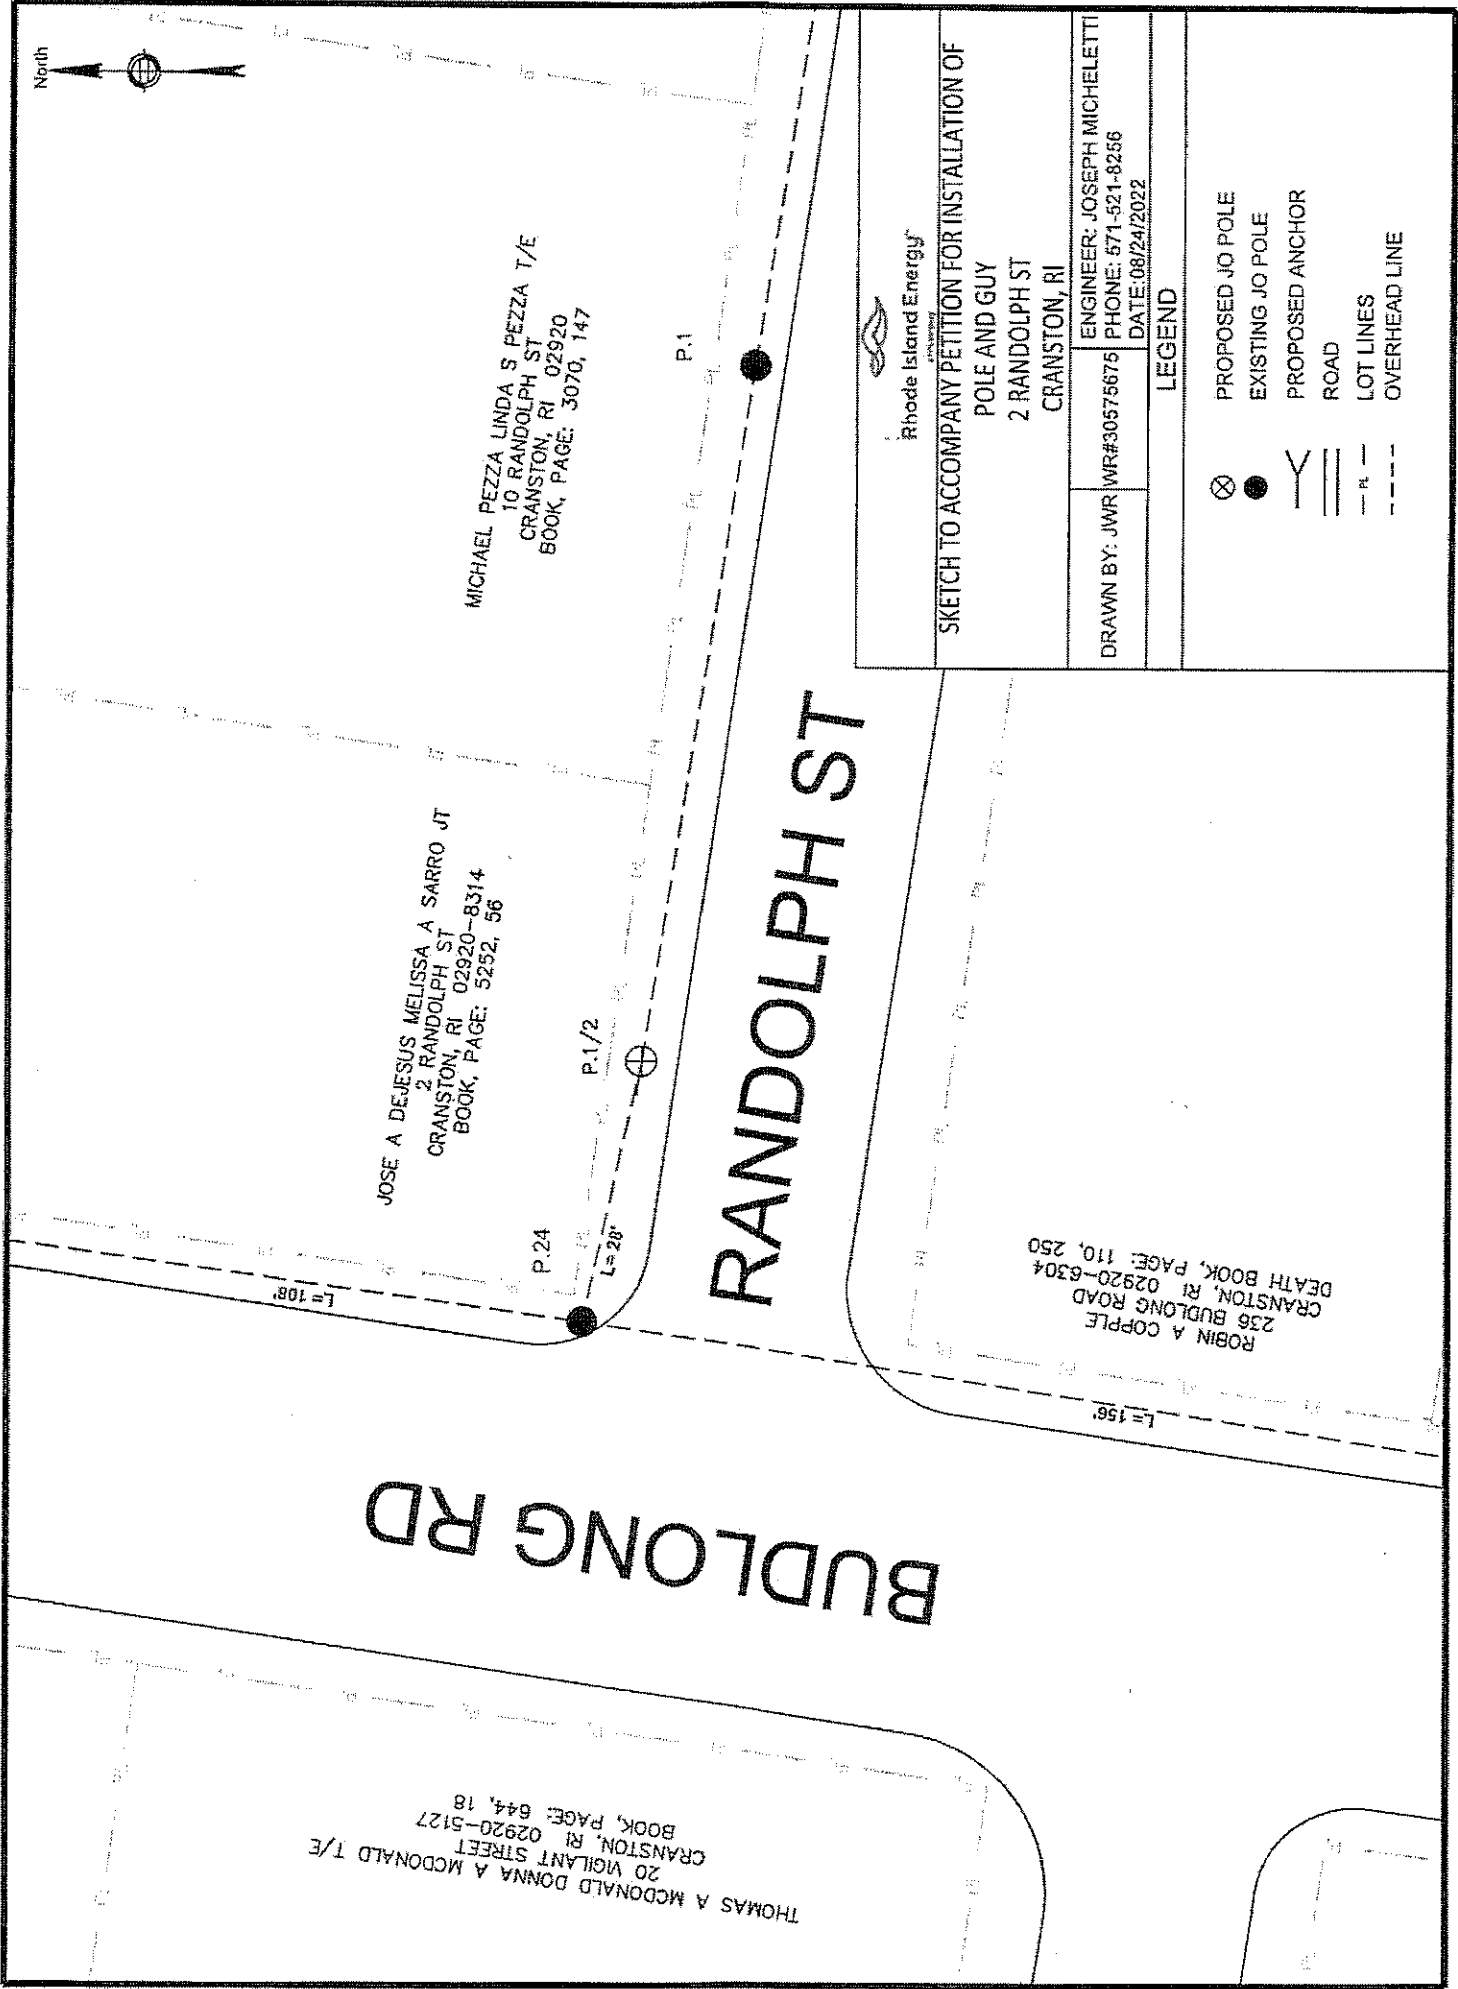 North
MICHAEL PEZZA LINDA S PEZZA T/E
10 RANDOLPH ST
CRANSTON, RI 02920
BOOK, PAGE: 3070, 147
P.1
JOSE A DEJESUS MELISSA A SARRO JT
2 RANDOLPH ST
CRANSTON, RI 02920-8314
BOOK, PAGE: 5252, 56
P.1/2
P.24
L=28'
L=108'
RANDOLPH ST
BUDLONG RD
L=156'
ROBIN A COPPLE
236 BUDLONG ROAD
CRANSTON, RI 02920-6304
DEATH BOOK, PAGE: 110, 250
THOMAS A MCDONALD DONNA A MCDONALD T/E
20 VIGILANT STREET
CRANSTON, RI 02920-5127
BOOK, PAGE: 644, 18
Rhode Island Energy
SKETCH TO ACCOMPANY PETITION FOR INSTALLATION OF
POLE AND GUY
2 RANDOLPH ST
CRANSTON, RI
DRAWN BY: JWR
WR#30575675
ENGINEER: JOSEPH MICHELETTI
PHONE: 571-521-8256
DATE:08/24/2022
LEGEND
PROPOSED JO POLE
EXISTING JO POLE
PROPOSED ANCHOR
ROAD
PL LOT LINES
OVERHEAD LINE